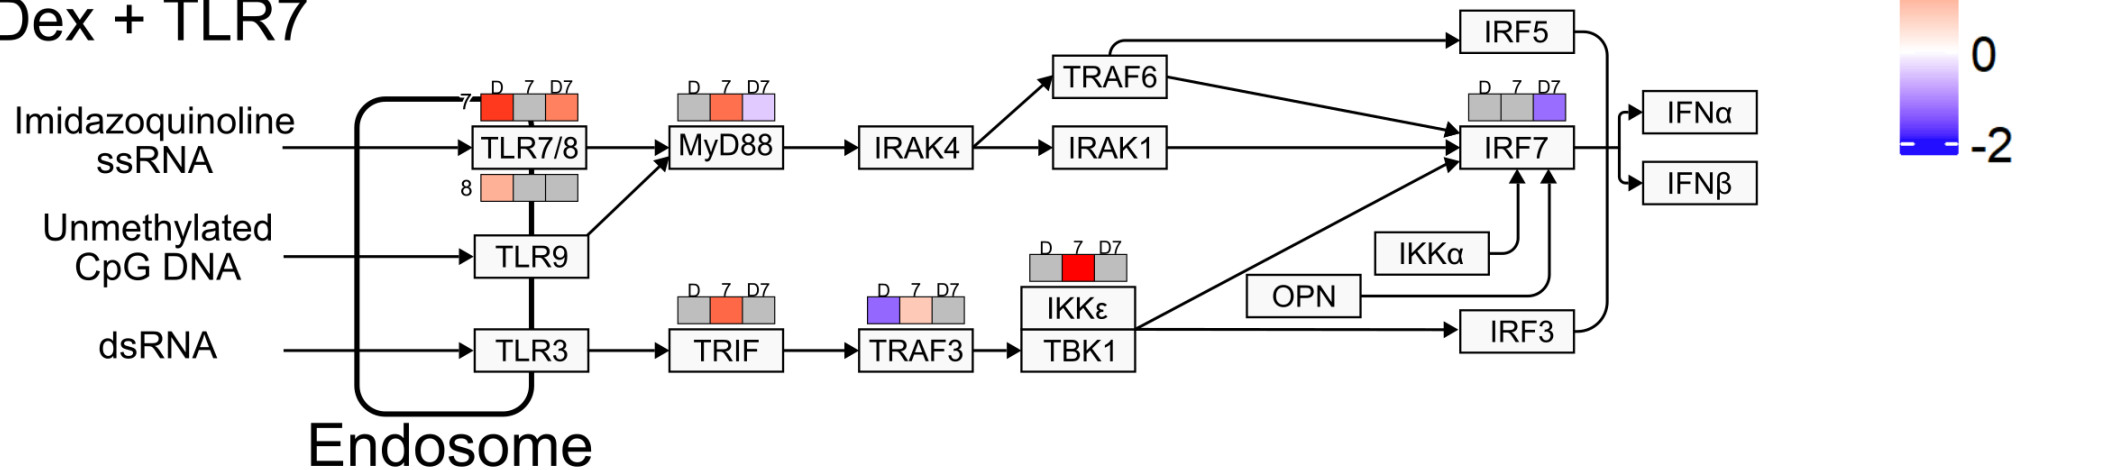 Dex + TLR7
Imidazoquinoline
ssRNA
Unmethylated
CpG DNA
dsRNA
Endosome
D 7 D7
7
TLR7/8
8
TLR9
TLR3
D 7 D7
MyD88
D 7 D7
TRIF
IRAK4
D 7 D7
TRAF3
TRAF6
IRAK1
D 7 D7
IKKε
TBK1
OPN
IKKα
IRF5
D 7 D7
IRF7
IRF3
IFNα
IFNβ
0
-2